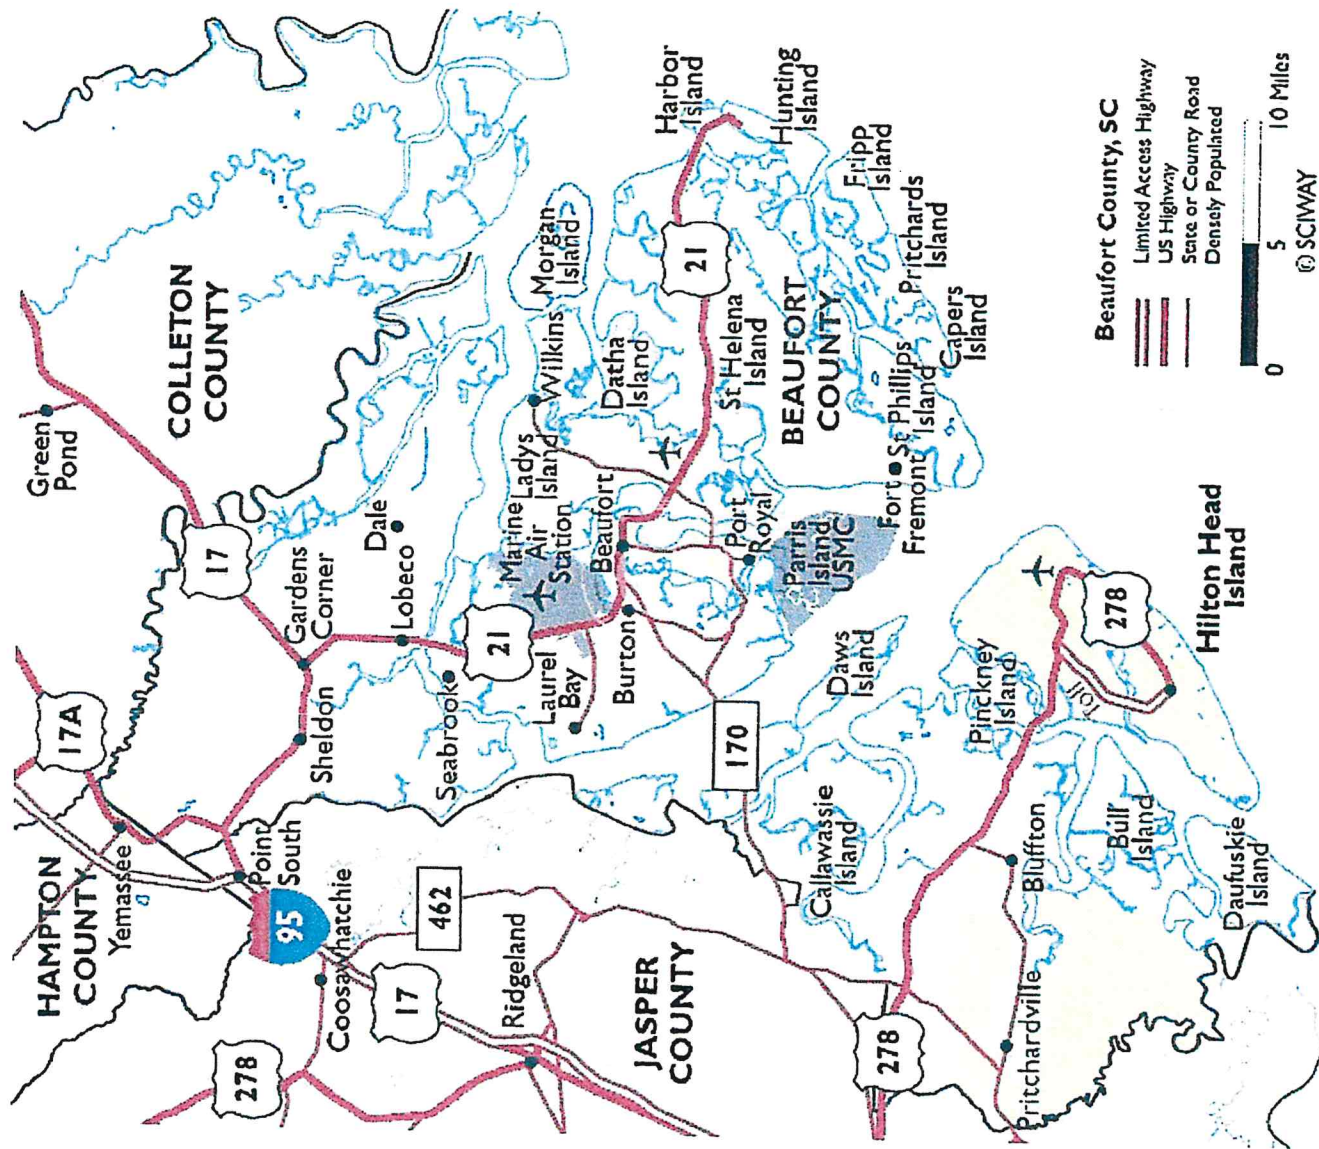 HAMPTON
COUNTY
Yemassee
17A
Green
Pond
COLLETON
COUNTY
17
Point
South
95
Sheldon
Gardens
Corner
Dale
Lobeco
278
Coosawhatchie
17
462
Seabrook
21
Ridgeland
JASPER
COUNTY
Laurel
Bay
Burton
Marine
Air
Station
Beaufort
Ladys
Island
Wilkins
Morgan
Island
Datha
Island
Harbor
Island
Hunting
Island
21
Fripp
Island
Pritchards
Island
Capers
Island
St Helena
Island
BEAUFORT
COUNTY
St Phillips
Island
Fort
Fremont
Port
Royal
Parris
Island
USMC
170
Daws
Island
Callawassie
Island
Pinckney
Island
Toll
278
Hilton Head
Island
278
Bluffton
Pritchardville
Bull
Island
Daufuskie
Island
Beaufort County, SC
Limited Access Highway
US Highway
State or County Road
Densely Populated
0 5 10 Miles
© SCIWAY